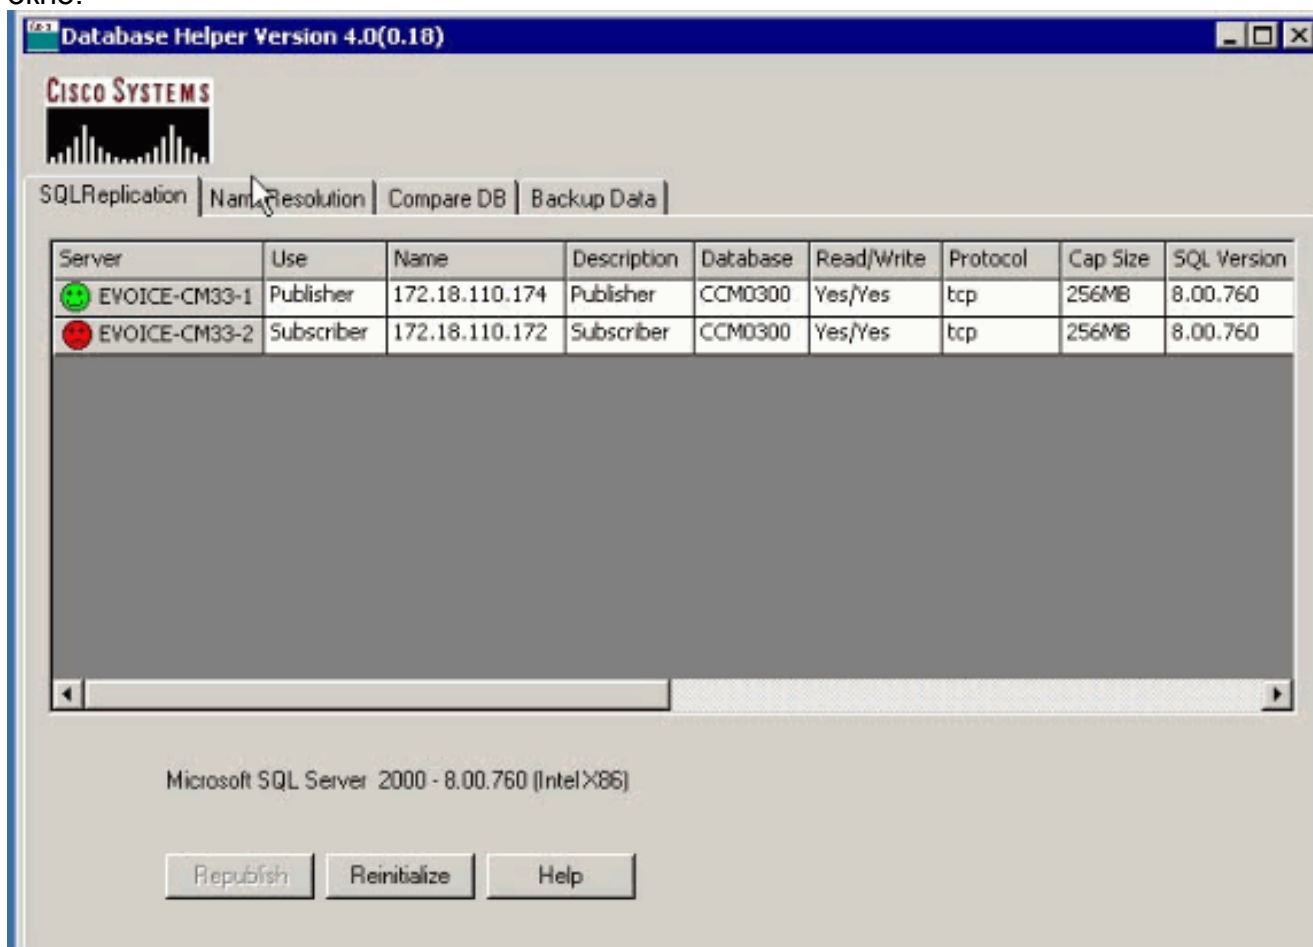 окно.
Database Helper Version 4.0(0.18)
CISCO SYSTEMS
SQLReplication Name Resolution Compare DB Backup Data
Server Use Name Description Database Read/Write Protocol Cap Size SQL Version
EVOICE-CM33-1 Publisher 172.18.110.174 Publisher CCM0300 Yes/Yes tcp 256MB 8.00.760
EVOICE-CM33-2 Subscriber 172.18.110.172 Subscriber CCM0300 Yes/Yes tcp 256MB 8.00.760
Microsoft SQL Server 2000 - 8.00.760 (Intel X86)
Republish Reinitialize Help